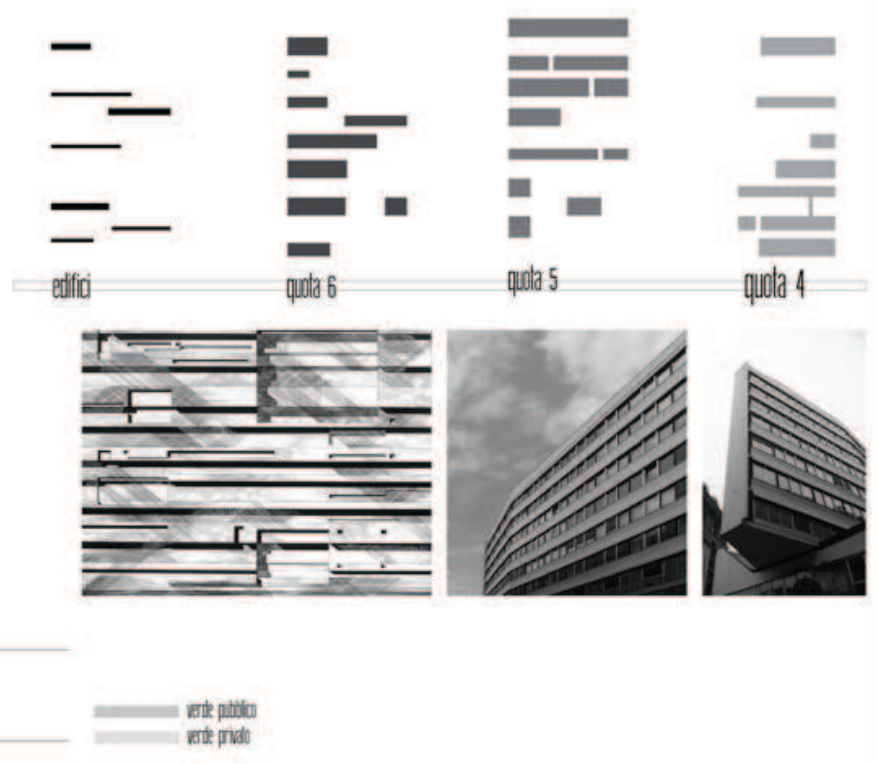 edifici
quota 6
quota 5
quota 4
verde pubblico
verde privato